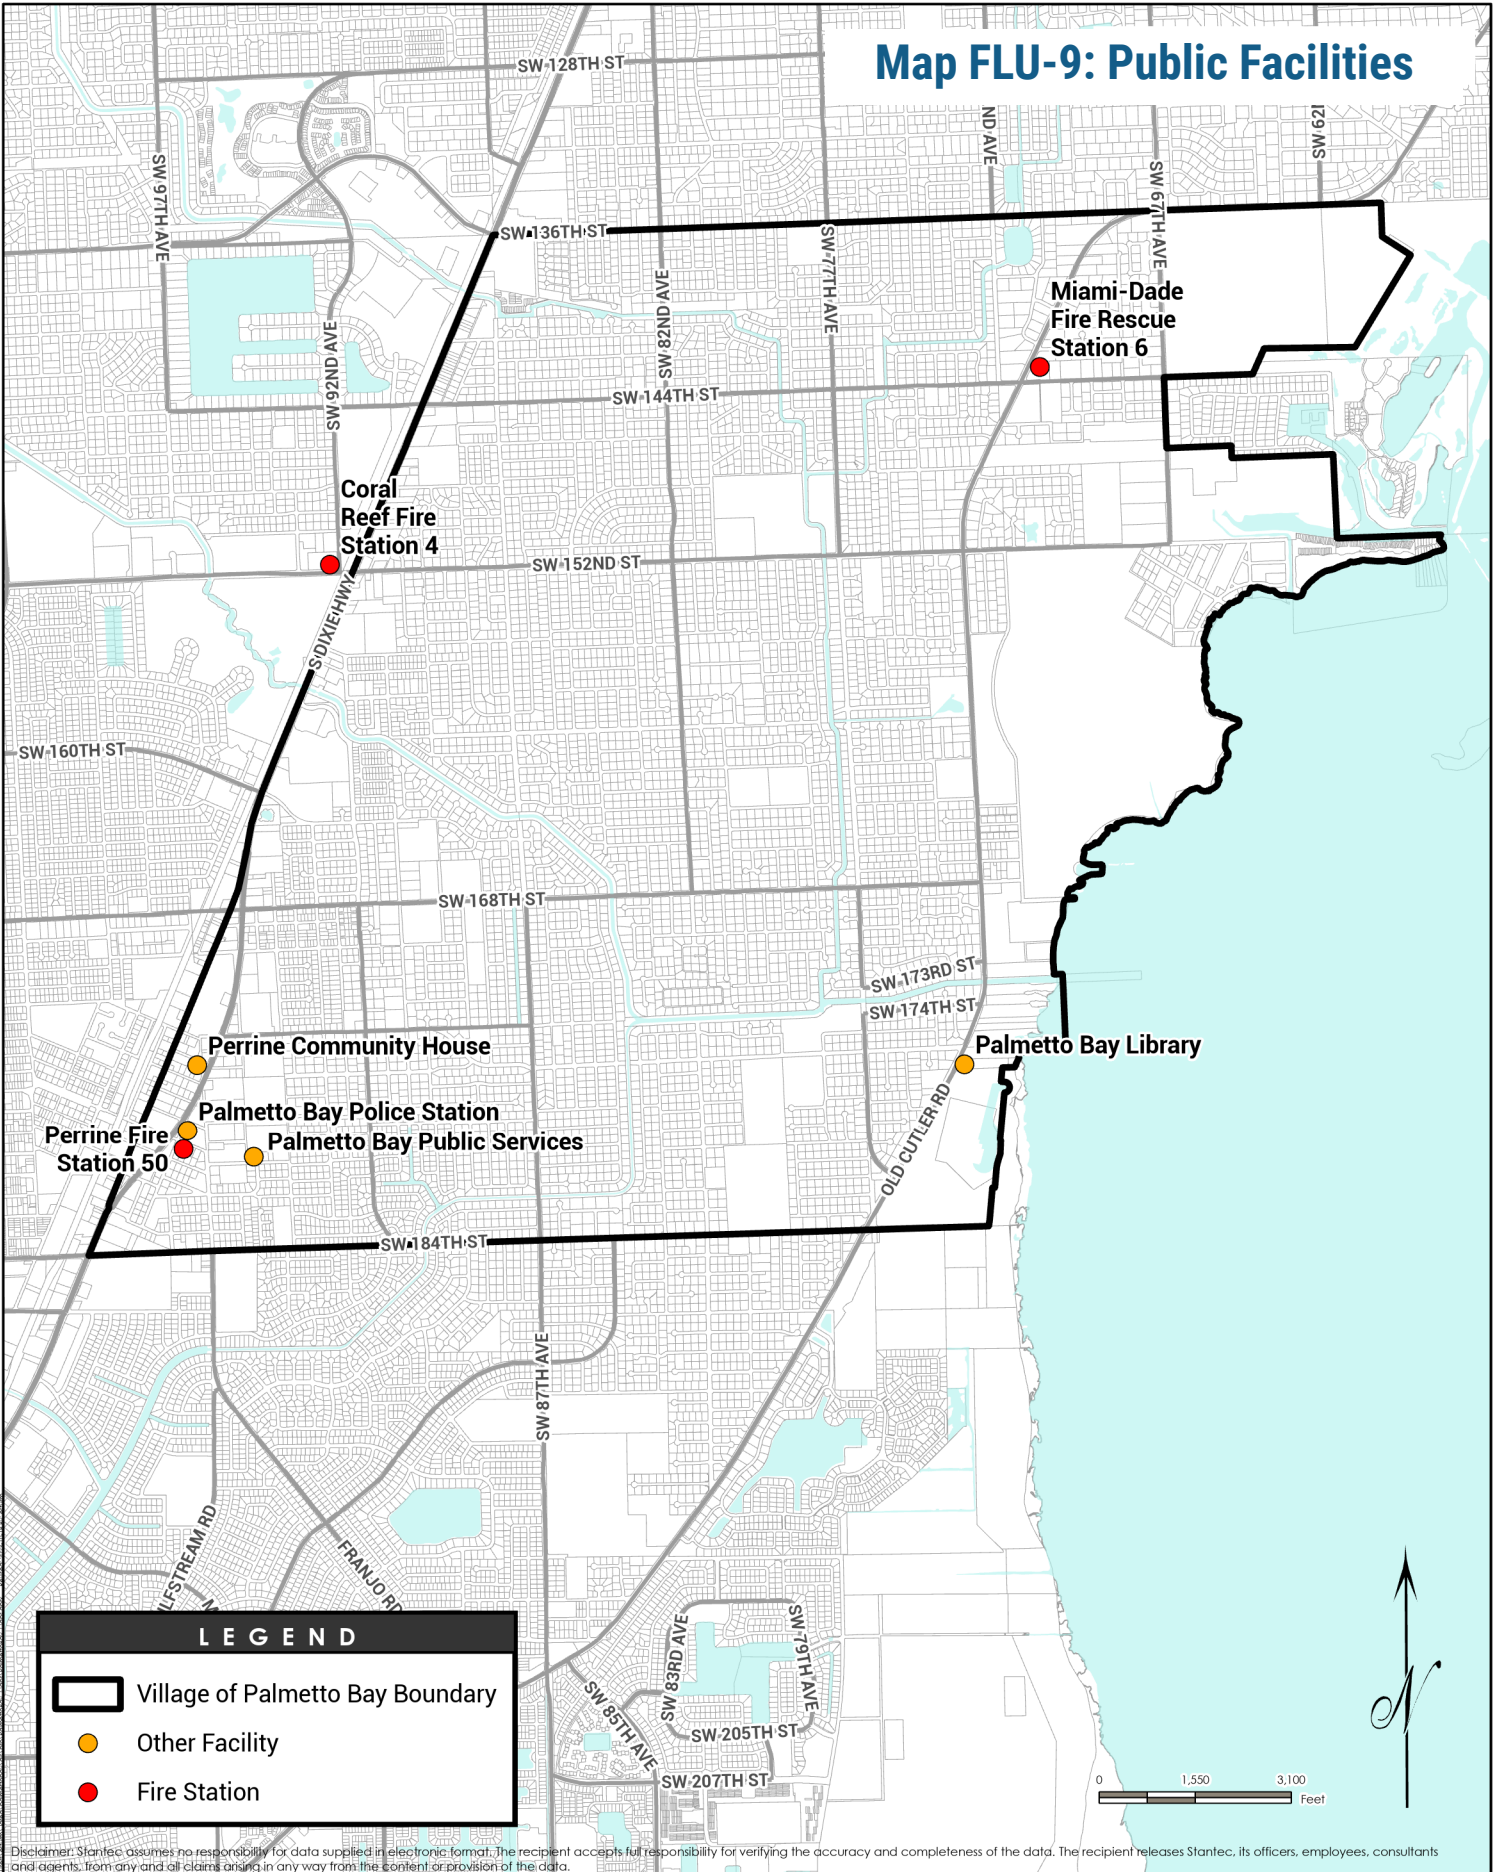 Map FLU-9: Public Facilities
SW 128TH ST
ND AVE
SW 62
SW 97TH AVE
SW 67TH AVE
SW 136TH ST
SW 77TH AVE
SW 82ND AVE
Miami-Dade
Fire Rescue
Station 6
SW 92ND AVE
SW 144TH ST
Coral
Reef Fire
Station 4
SW 152ND ST
S DIXIE HWY
SW 160TH ST
SW 168TH ST
SW 173RD ST
SW 174TH ST
Perrine Community House
Palmetto Bay Library
Palmetto Bay Police Station
Perrine Fire
Station 50
Palmetto Bay Public Services
OLD CUTLER RD
SW 184TH ST
SW 87TH AVE
LFSTREAM RD
FRANJO RD
M
SW 83RD AVE
SW 79TH AVE
SW 85TH AVE
SW 205TH ST
SW 207TH ST
LEGEND
Village of Palmetto Bay Boundary
Other Facility
Fire Station
N
0 1,550 3,100
Feet
Disclaimer: Stantec assumes no responsibility for data supplied in electronic format. The recipient accepts full responsibility for verifying the accuracy and completeness of the data. The recipient releases Stantec, its officers, employees, consultants
and agents, from any and all claims arising in any way from the content or provision of the data.